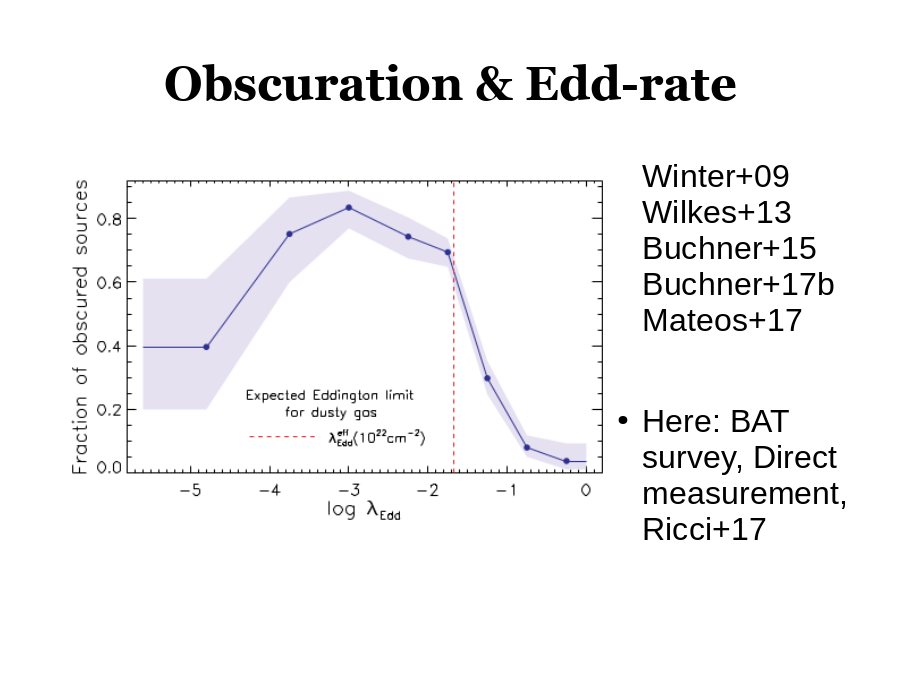 Obscuration & Edd-rate
Fraction of obscured sources
0.8
0.6
0.4
0.2
0.0
Expected Eddington limit
for dusty gas
λ^eff_Edd(10^22 cm^−2)
−5 −4 −3 −2 −1 0
log λ_Edd
Winter+09
Wilkes+13
Buchner+15
Buchner+17b
Mateos+17
• Here: BAT
survey, Direct
measurement,
Ricci+17